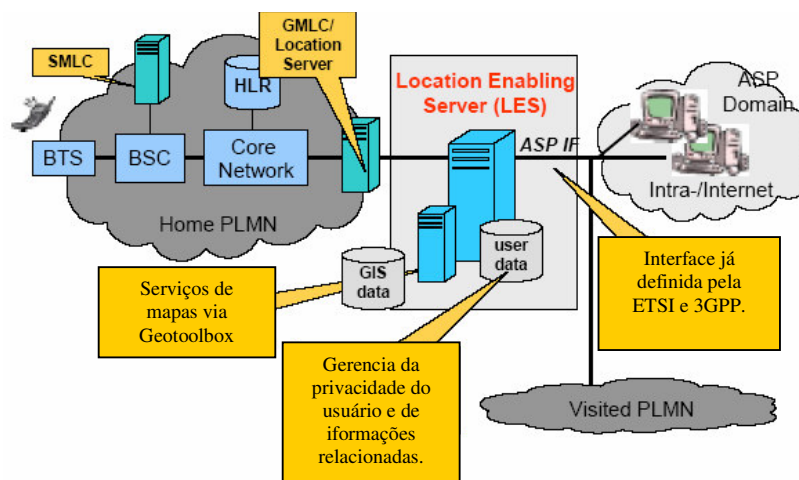 SMLC
GMLC/
Location
Server
HLR
BTS
BSC
Core
Network
Home PLMN
Location Enabling
Server (LES)
ASP IF
ASP
Domain
Intra-/Internet
GIS
data
user
data
Serviços de
mapas via
Geotoolbox
Gerencia da
privacidade do
usuário e de
iformações
relacionadas.
Interface já
definida pela
ETSI e 3GPP.
Visited PLMN